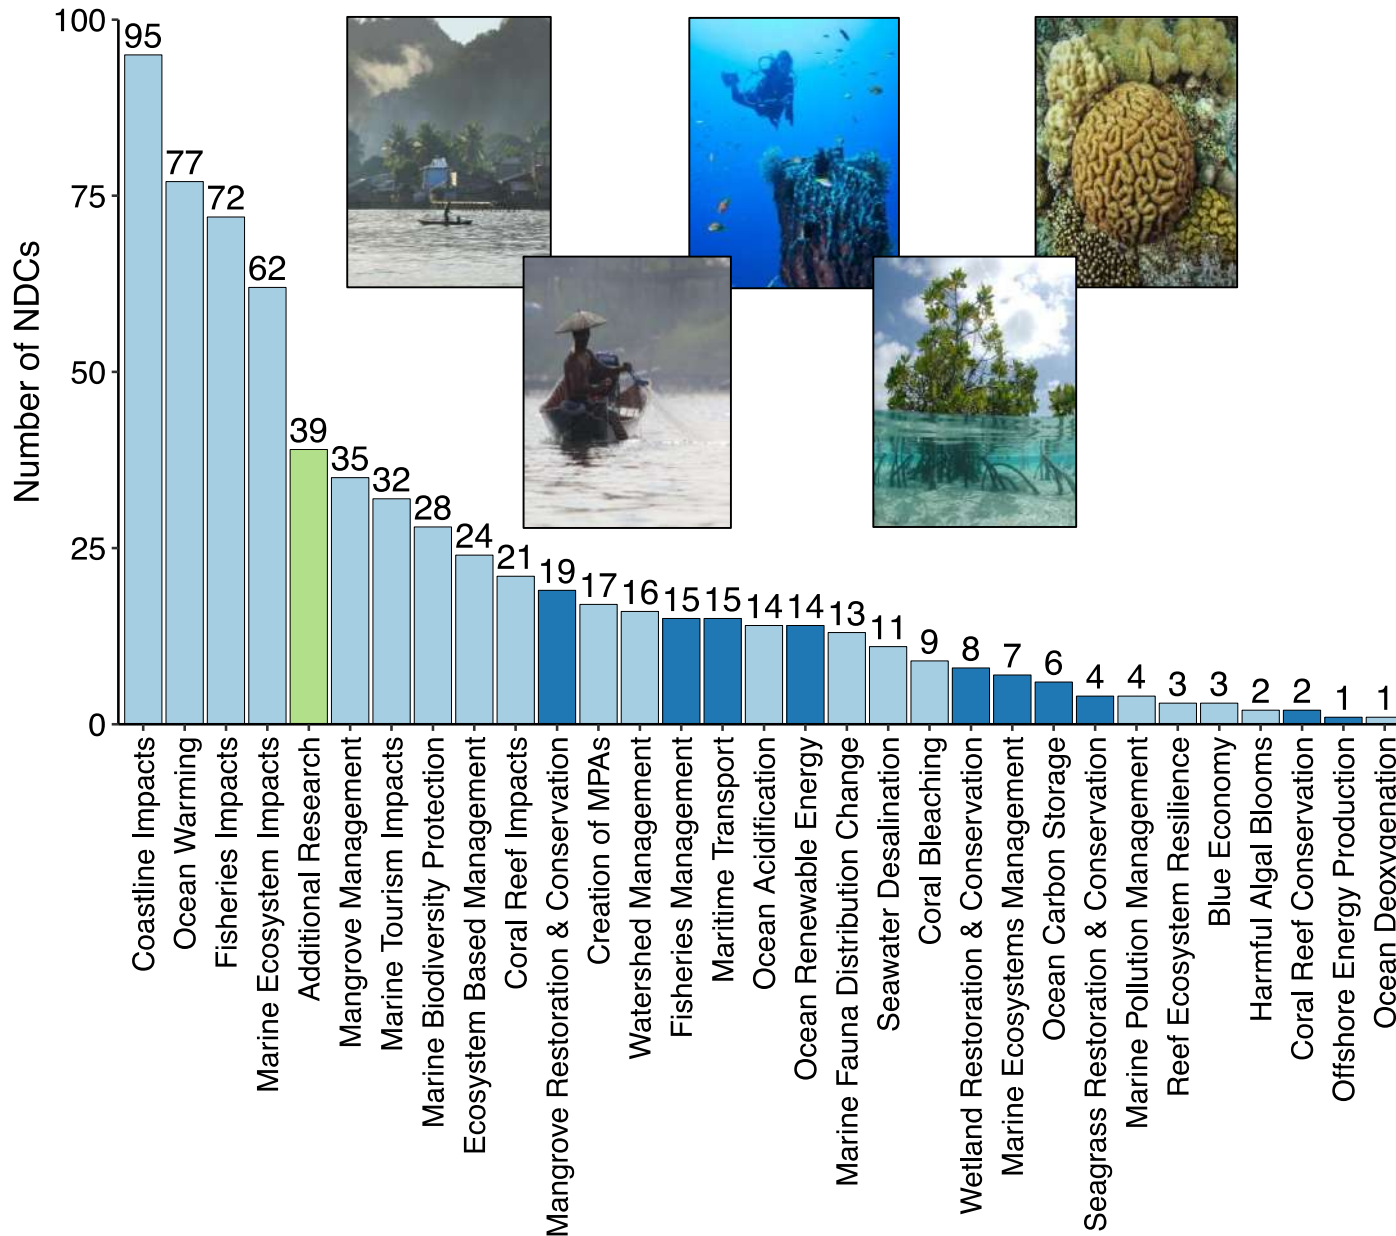 Number of NDCs
100
75
50
25
0
95
77
72
62
39
35
32
28
24
21
19
17
16
15
15
14
14
13
11
9
8
7
6
4
4
3
3
2
2
1
1
Coastline Impacts
Ocean Warming
Fisheries Impacts
Marine Ecosystem Impacts
Additional Research
Mangrove Management
Marine Tourism Impacts
Marine Biodiversity Protection
Ecosystem Based Management
Coral Reef Impacts
Mangrove Restoration & Conservation
Creation of MPAs
Watershed Management
Fisheries Management
Maritime Transport
Ocean Acidification
Ocean Renewable Energy
Marine Fauna Distribution Change
Seawater Desalination
Coral Bleaching
Wetland Restoration & Conservation
Marine Ecosystems Management
Ocean Carbon Storage
Seagrass Restoration & Conservation
Marine Pollution Management
Reef Ecosystem Resilience
Blue Economy
Harmful Algal Blooms
Coral Reef Conservation
Offshore Energy Production
Ocean Deoxygenation